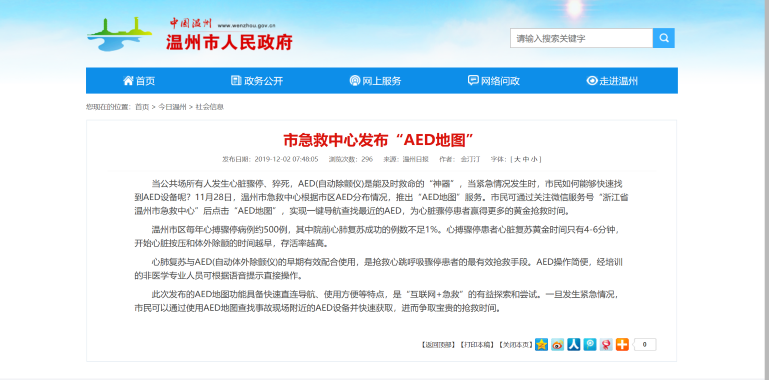 中国温州 www.wenzhou.gov.cn
温州市人民政府
请输入搜索关键字
首页 政务公开 网上服务 网络问政 走进温州
您现在的位置： 首页 > 今日温州 > 社会信息
市急救中心发布“AED地图”
发布日期：2019-12-02 07:48:05 浏览次数：296 来源：温州日报 作者： 金汀汀 字体：[ 大 中 小 ]
当公共场所有人发生心脏骤停、猝死，AED(自动除颤仪)是能及时救命的“神器”，当紧急情况发生时，市民如何能够快速找
到AED设备呢？11月28日，温州市急救中心根据市区AED分布情况，推出“AED地图”服务。市民可通过关注微信服务号“浙江省
温州市急救中心”后点击“AED地图”，实现一键导航查找最近的AED，为心脏骤停患者赢得更多的黄金抢救时间。
温州市区每年心搏骤停病例约500例，其中院前心肺复苏成功的例数不足1%。心搏骤停患者心脏复苏黄金时间只有4-6分钟，
开始心脏按压和体外除颤的时间越早，存活率越高。
心肺复苏与AED(自动体外除颤仪)的早期有效配合使用，是抢救心跳呼吸骤停患者的最有效抢救手段。AED操作简便，经培训
的非医学专业人员可根据语音提示直接操作。
此次发布的AED地图功能具备快速直连导航、使用方便等特点，是“互联网+急救”的有益探索和尝试。一旦发生紧急情况，
市民可以通过使用AED地图查找事故现场附近的AED设备并快速获取，进而争取宝贵的抢救时间。
【返回顶部】【打印本稿】【关闭本页】 0